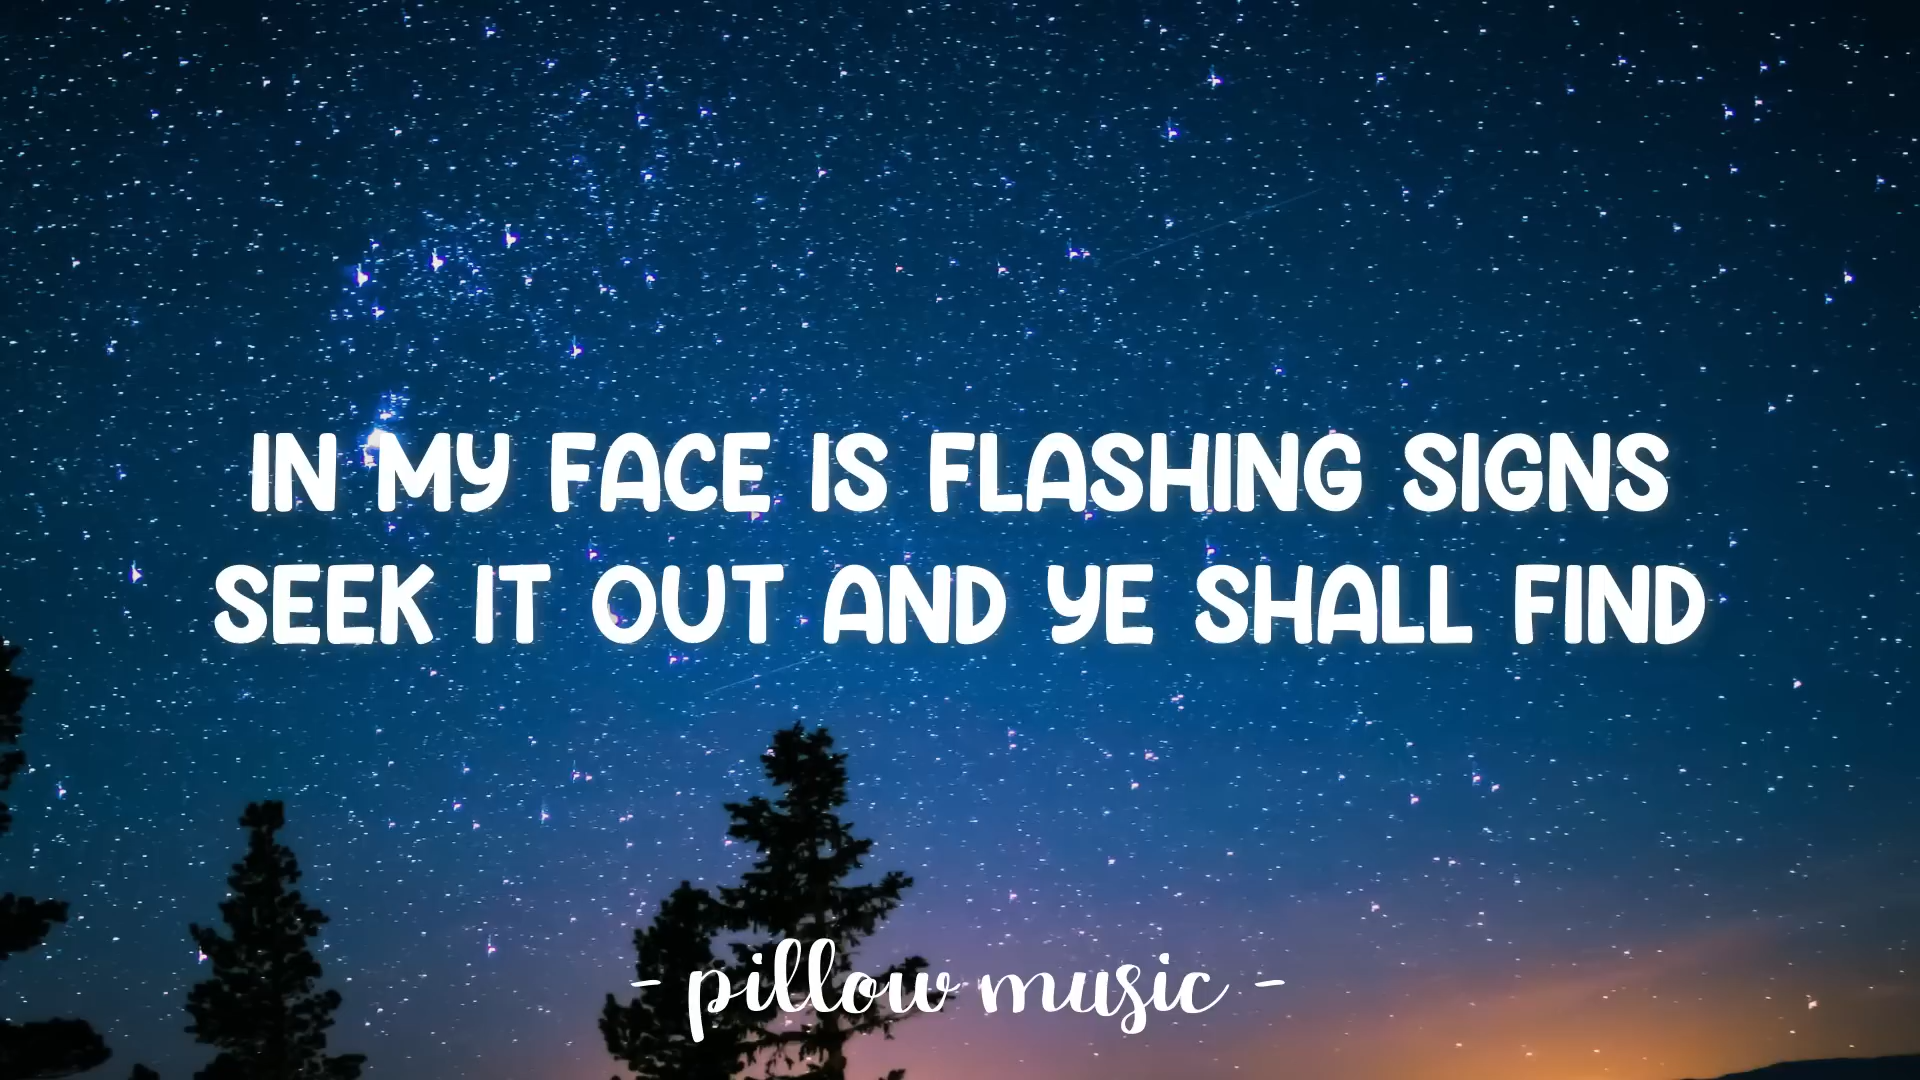 IN MY FACE IS FLASHING SIGNS
SEEK IT OUT AND YE SHALL FIND
- pillow music -